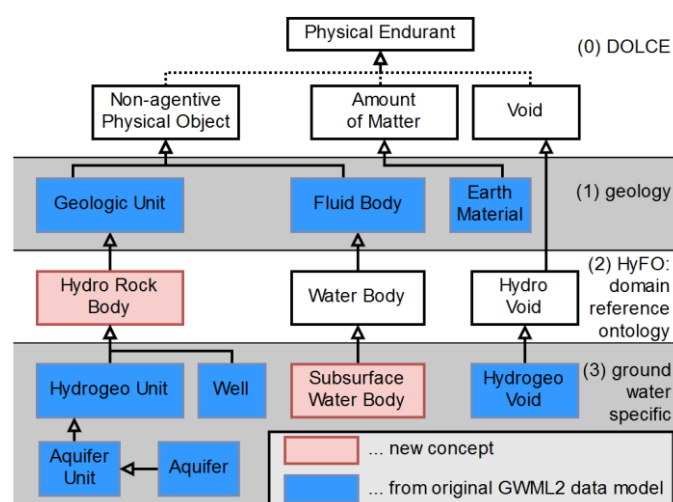 Physical Endurant
(0) DOLCE
Non-agentive
Physical Object
Amount
of Matter
Void
Geologic Unit
Fluid Body
Earth
Material
(1) geology
Hydro Rock
Body
Water Body
Hydro
Void
(2) HyFO:
domain
reference
ontology
Hydrogeo Unit
Well
Subsurface
Water Body
Hydrogeo
Void
(3) ground
water
specific
Aquifer
Unit
Aquifer
... new concept
... from original GWML2 data model